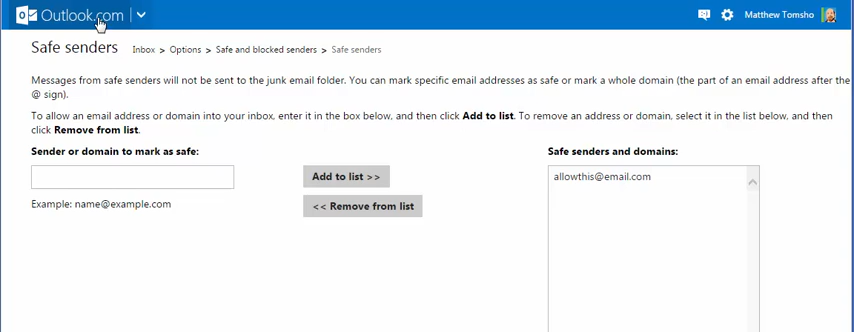 Outlook.com
Matthew Tomsho
Safe senders Inbox > Options > Safe and blocked senders > Safe senders
Messages from safe senders will not be sent to the junk email folder. You can mark specific email addresses as safe or mark a whole domain (the part of an email address after the
@ sign).
To allow an email address or domain into your inbox, enter it in the box below, and then click Add to list. To remove an address or domain, select it in the list below, and then
click Remove from list.
Sender or domain to mark as safe:
Add to list >>
Example: name@example.com
<< Remove from list
Safe senders and domains:
allowthis@email.com